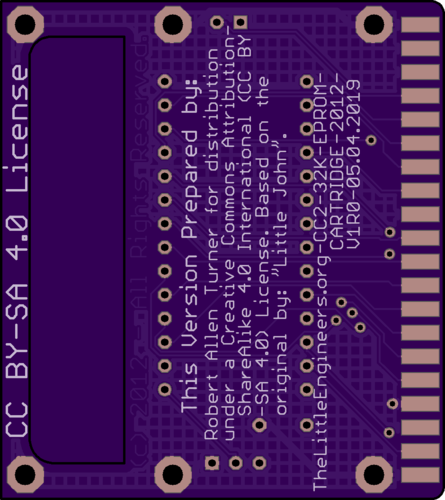 CC BY-SA 4.0 License
(C) 2012 - All Rights Reserved
This Version Prepared by:
Robert Allen Turner for distribution
under a Creative Commons Attribution-
ShareAlike 4.0 International (CC BY
-SA 4.0) License. Based on the
original by: "Little John".
TheLittleEngineers.org-CC2-32K-EPROM-
CARTRIDGE-2012-
V1R0-05.04.2019